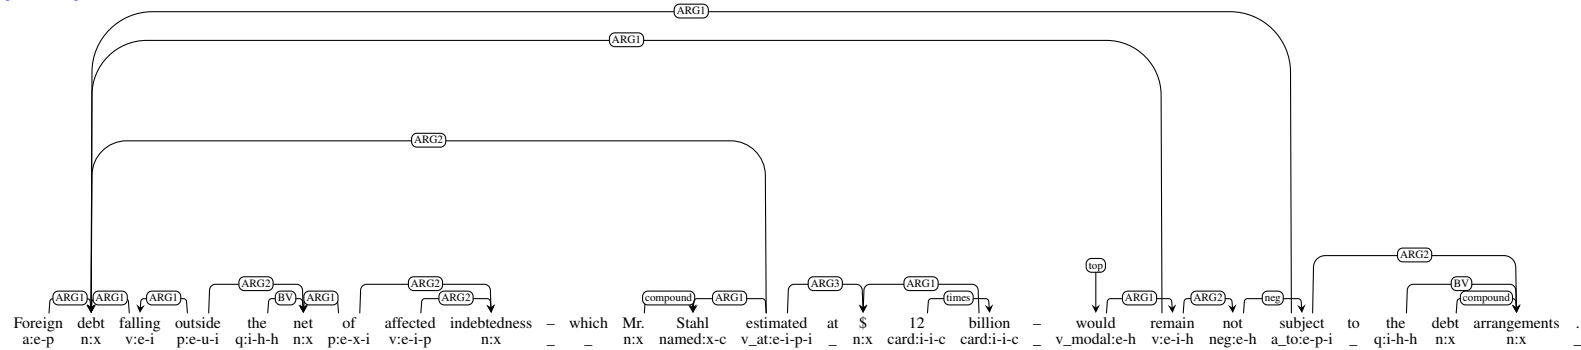 ARG1
ARG1
ARG2
top
ARG2
ARG2 ARG2 ARG3 ARG1 BV
ARG1 ARG1 ARG1 BV ARG1 ARG2 compound ARG1 times ARG1 ARG2 neg compound
Foreign debt falling outside the net of affected indebtedness – which Mr. Stahl estimated at $ 12 billion – would remain not subject to the debt arrangements .
a:e-p n:x v:e-i p:e-u-i q:i-h-h n:x p:e-x-i v:e-i-p n:x _ _ n:x named:x-c v_at:e-i-p-i _ n:x card:i-i-c card:i-i-c _ v_modal:e-h v:e-i-h neg:e-h a_to:e-p-i _ q:i-h-h n:x n:x _